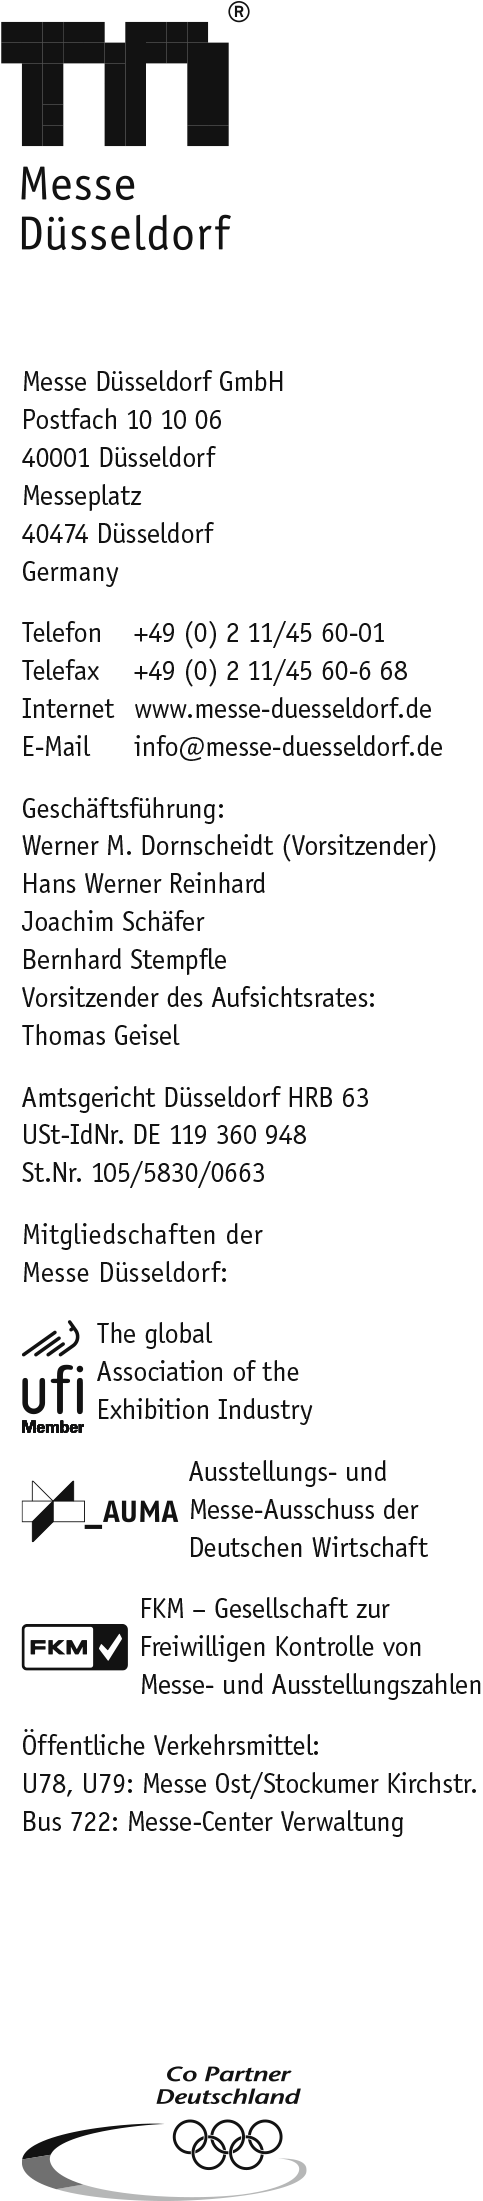 ®
Messe
Düsseldorf
Messe Düsseldorf GmbH
Postfach 10 10 06
40001 Düsseldorf
Messeplatz
40474 Düsseldorf
Germany
Telefon +49 (0) 2 11/45 60-01
Telefax +49 (0) 2 11/45 60-6 68
Internet www.messe-duesseldorf.de
E-Mail info@messe-duesseldorf.de
Geschäftsführung:
Werner M. Dornscheidt (Vorsitzender)
Hans Werner Reinhard
Joachim Schäfer
Bernhard Stempfle
Vorsitzender des Aufsichtsrates:
Thomas Geisel
Amtsgericht Düsseldorf HRB 63
USt-IdNr. DE 119 360 948
St.Nr. 105/5830/0663
Mitgliedschaften der
Messe Düsseldorf:
ufi
Member
The global
Association of the
Exhibition Industry
_AUMA
Ausstellungs- und
Messe-Ausschuss der
Deutschen Wirtschaft
FKM
FKM – Gesellschaft zur
Freiwilligen Kontrolle von
Messe- und Ausstellungszahlen
Öffentliche Verkehrsmittel:
U78, U79: Messe Ost/Stockumer Kirchstr.
Bus 722: Messe-Center Verwaltung
Co Partner
Deutschland